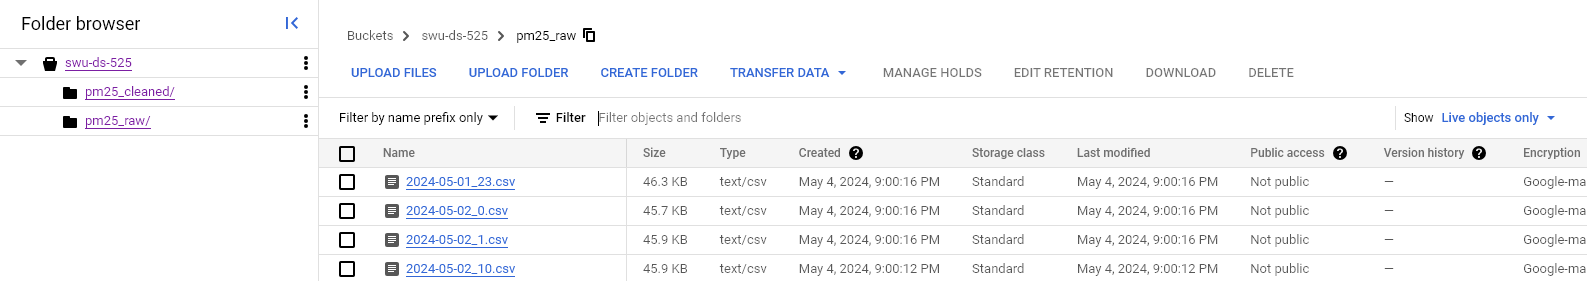 Folder browser
swu-ds-525
pm25_cleaned/
pm25_raw/
Buckets swu-ds-525 pm25_raw
UPLOAD FILES UPLOAD FOLDER CREATE FOLDER TRANSFER DATA MANAGE HOLDS EDIT RETENTION DOWNLOAD DELETE
Filter by name prefix only Filter Filter objects and folders Show Live objects only
Name Size Type Created Storage class Last modified Public access Version history Encryption
2024-05-01_23.csv 46.3 KB text/csv May 4, 2024, 9:00:16 PM Standard May 4, 2024, 9:00:16 PM Not public — Google-ma
2024-05-02_0.csv 45.7 KB text/csv May 4, 2024, 9:00:16 PM Standard May 4, 2024, 9:00:16 PM Not public — Google-ma
2024-05-02_1.csv 45.9 KB text/csv May 4, 2024, 9:00:16 PM Standard May 4, 2024, 9:00:16 PM Not public — Google-ma
2024-05-02_10.csv 45.9 KB text/csv May 4, 2024, 9:00:12 PM Standard May 4, 2024, 9:00:12 PM Not public — Google-ma